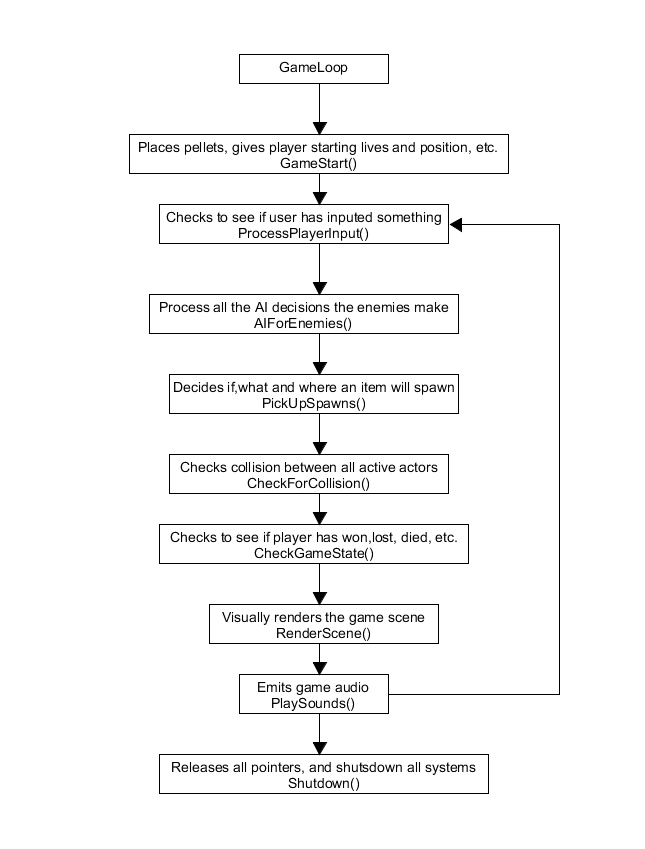 GameLoop
Places pellets, gives player starting lives and position, etc.
GameStart()
Checks to see if user has inputed something
ProcessPlayerInput()
Process all the AI decisions the enemies make
AIForEnemies()
Decides if,what and where an item will spawn
PickUpSpawns()
Checks collision between all active actors
CheckForCollision()
Checks to see if player has won,lost, died, etc.
CheckGameState()
Visually renders the game scene
RenderScene()
Emits game audio
PlaySounds()
Releases all pointers, and shutsdown all systems
Shutdown()